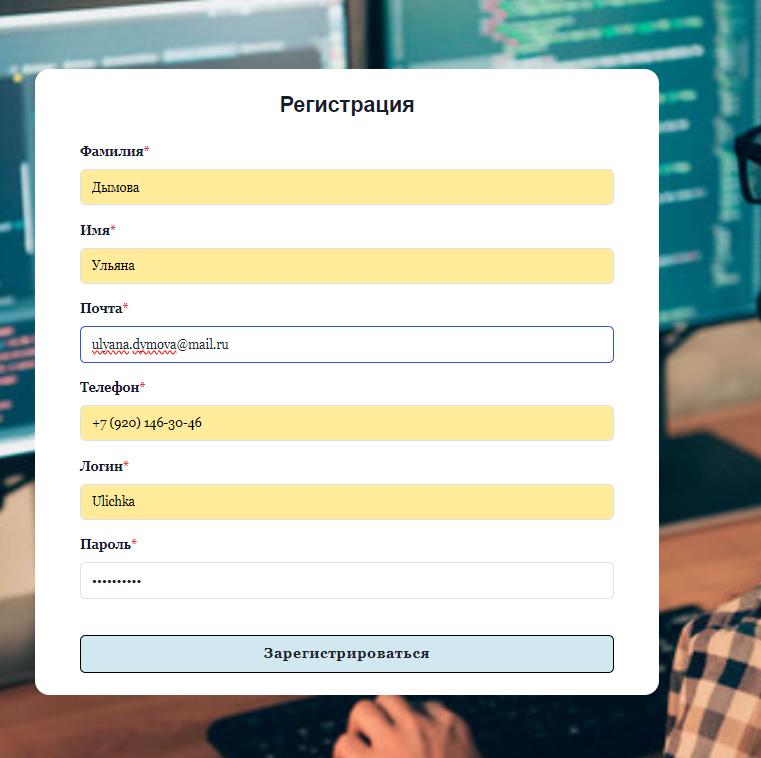 Регистрация
Фамилия*
Дымова
Имя*
Ульяна
Почта*
ulyana.dymova@mail.ru
Телефон*
+7 (920) 146-30-46
Логин*
Ulichka
Пароль*
••••••••••
Зарегистрироваться